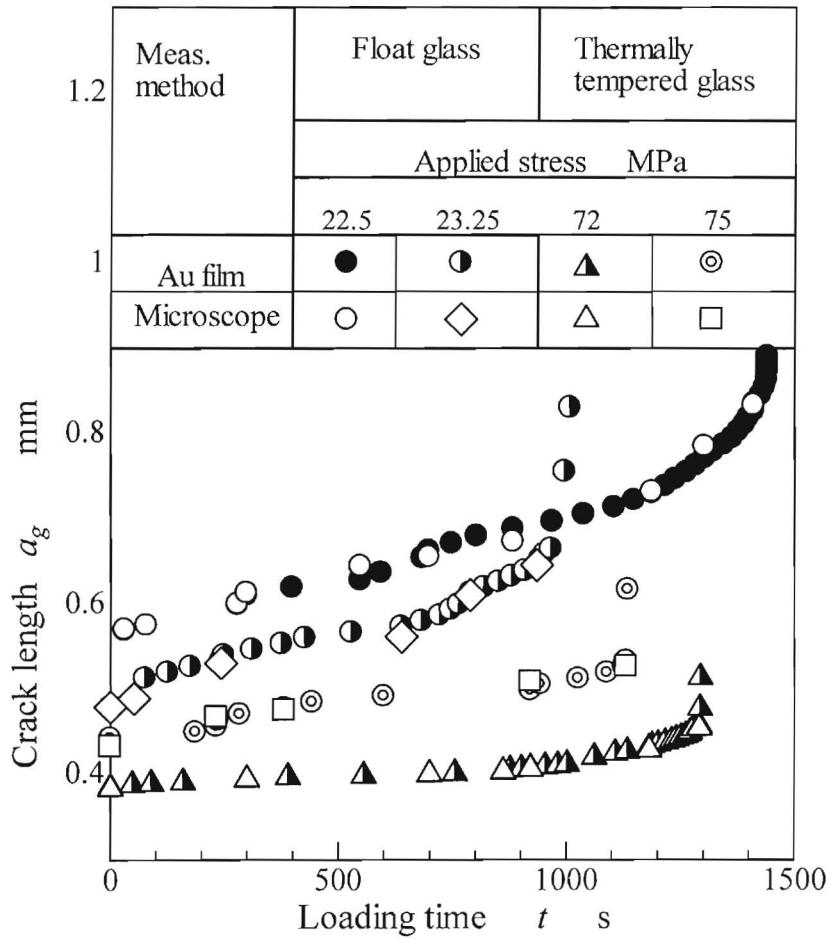 Meas. method
Float glass
Thermally tempered glass
Applied stress MPa
22.5 23.25 72 75
Au film
Microscope
1.2
1
0.8
0.6
0.4
Crack length a_g mm
0 500 1000 1500
Loading time t s